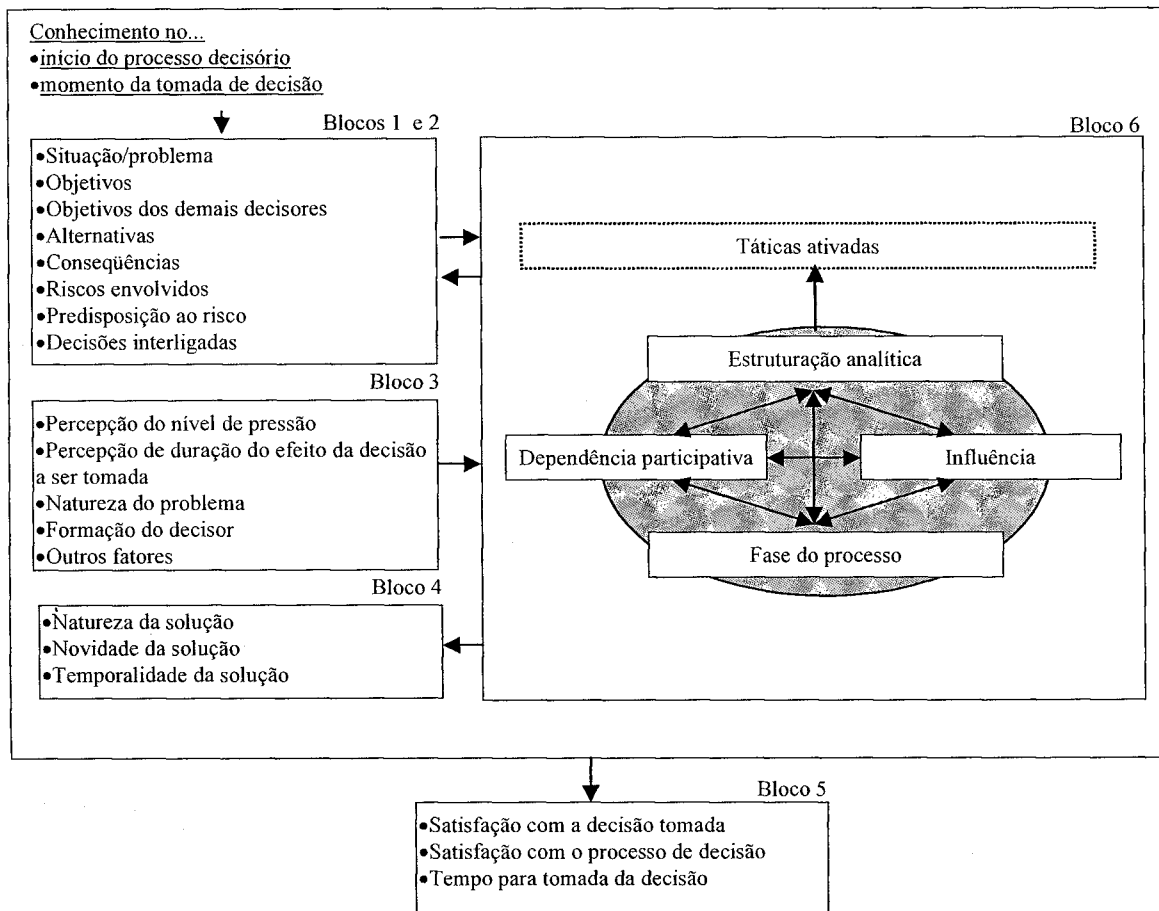 Conhecimento no...
•início do processo decisório
•momento da tomada de decisão
Blocos 1 e 2
•Situação/problema
•Objetivos
•Objetivos dos demais decisores
•Alternativas
•Conseqüências
•Riscos envolvidos
•Predisposição ao risco
•Decisões interligadas
Bloco 3
•Percepção do nível de pressão
•Percepção de duração do efeito da decisão
a ser tomada
•Natureza do problema
•Formação do decisor
•Outros fatores
Bloco 4
•Natureza da solução
•Novidade da solução
•Temporalidade da solução
Bloco 6
Táticas ativadas
Estruturação analítica
Dependência participativa
Influência
Fase do processo
Bloco 5
•Satisfação com a decisão tomada
•Satisfação com o processo de decisão
•Tempo para tomada da decisão